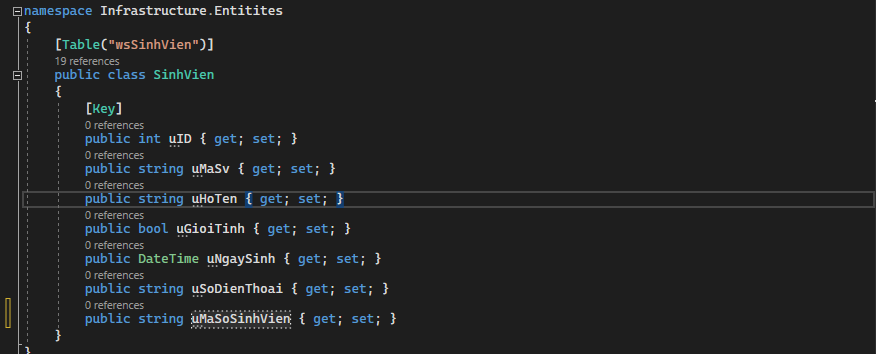 namespace Infrastructure.Entitites
{
[Table("wsSinhVien")]
19 references
public class SinhVien
{
[Key]
0 references
public int uID { get; set; }
0 references
public string uMaSv { get; set; }
0 references
public string uHoTen { get; set; }
0 references
public bool uGioiTinh { get; set; }
0 references
public DateTime uNgaySinh { get; set; }
0 references
public string uSoDienThoai { get; set; }
0 references
public string uMaSoSinhVien { get; set; }
}
}